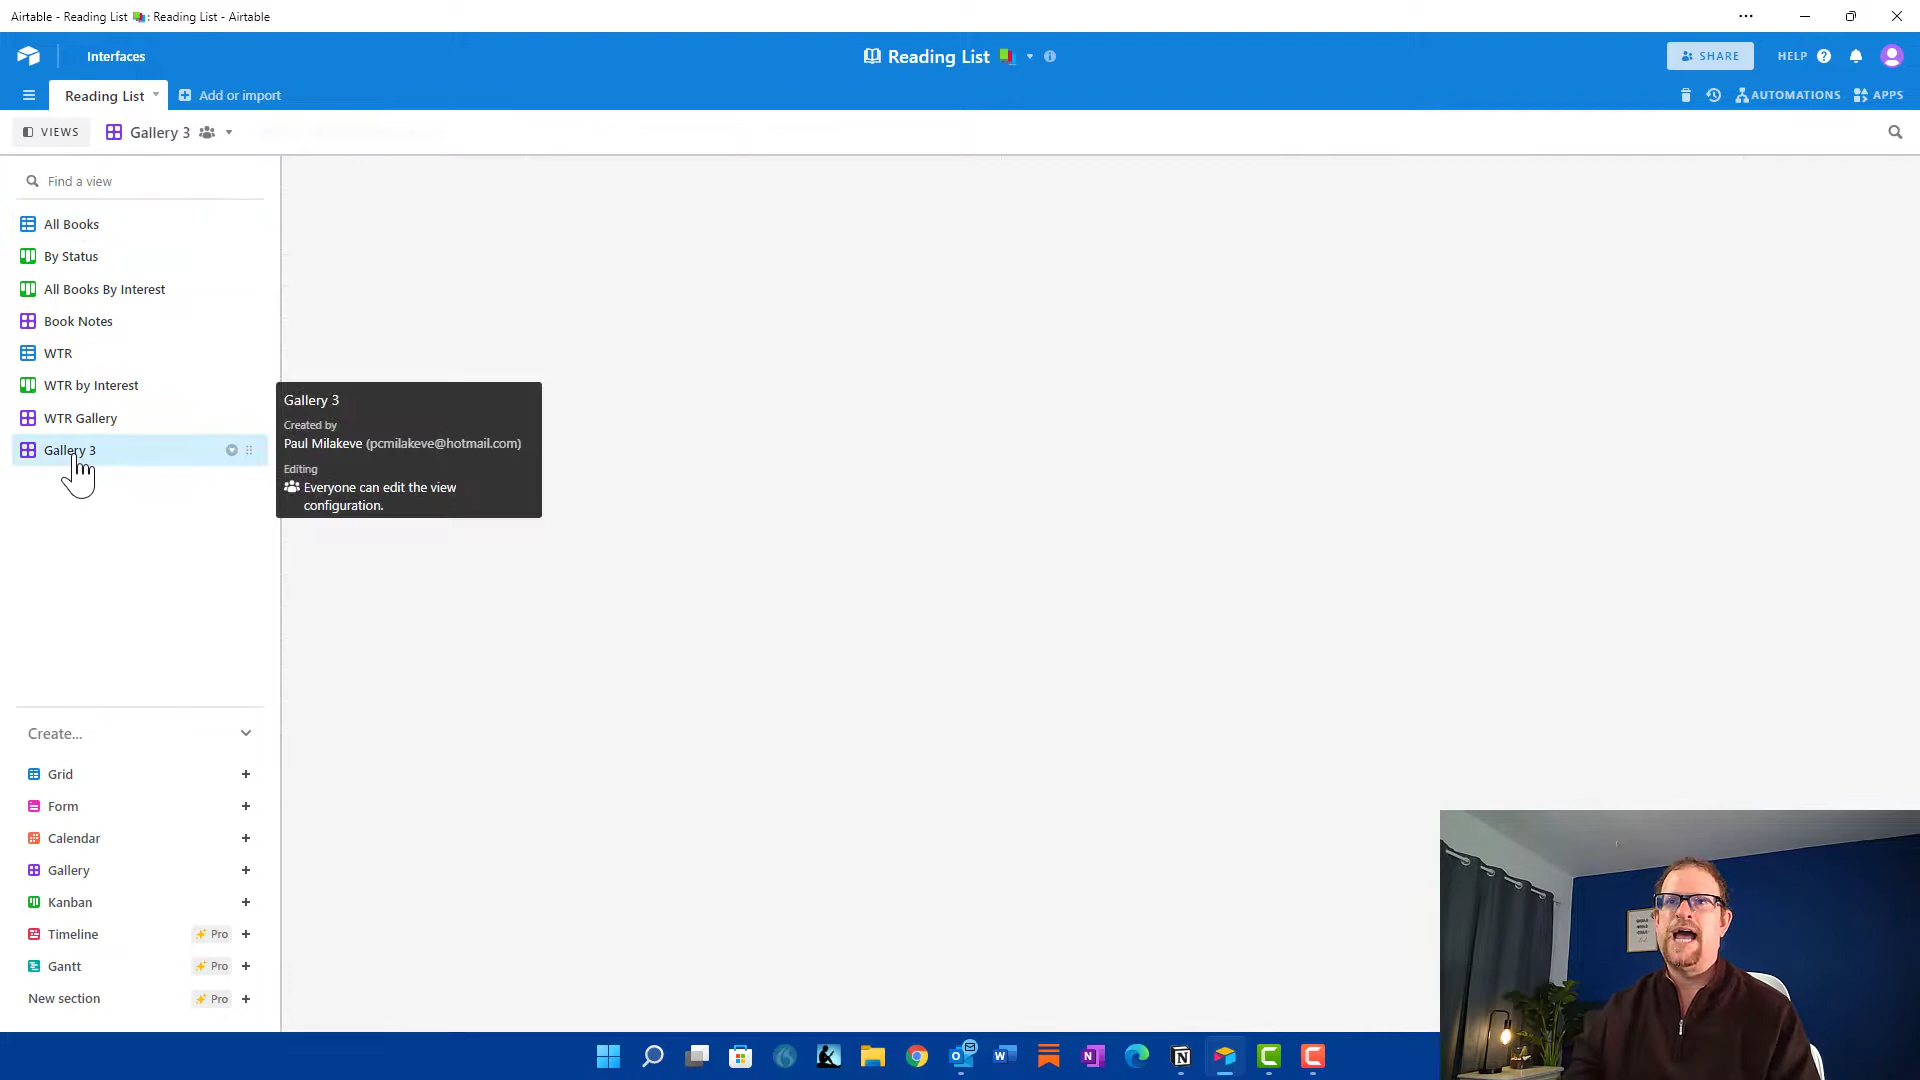 Airtable - Reading List : Reading List - Airtable
Interfaces
Reading List
SHARE
HELP
Reading List
Add or import
AUTOMATIONS
APPS
VIEWS
Gallery 3
Find a view
All Books
By Status
All Books By Interest
Book Notes
WTR
WTR by Interest
WTR Gallery
Gallery 3
Gallery 3
Created by
Paul Milakeve (pcmilakeve@hotmail.com)
Editing
Everyone can edit the view
configuration.
Create...
Grid
Form
Calendar
Gallery
Kanban
Timeline
Pro
Gantt
Pro
New section
Pro